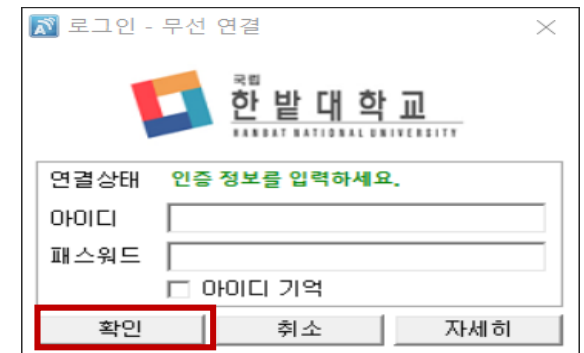 로그인 - 무선 연결
국립
한밭대학교
HANBAT NATIONAL UNIVERSITY
연결상태 인증 정보를 입력하세요.
아이디
패스워드
아이디 기억
확인 취소 자세히